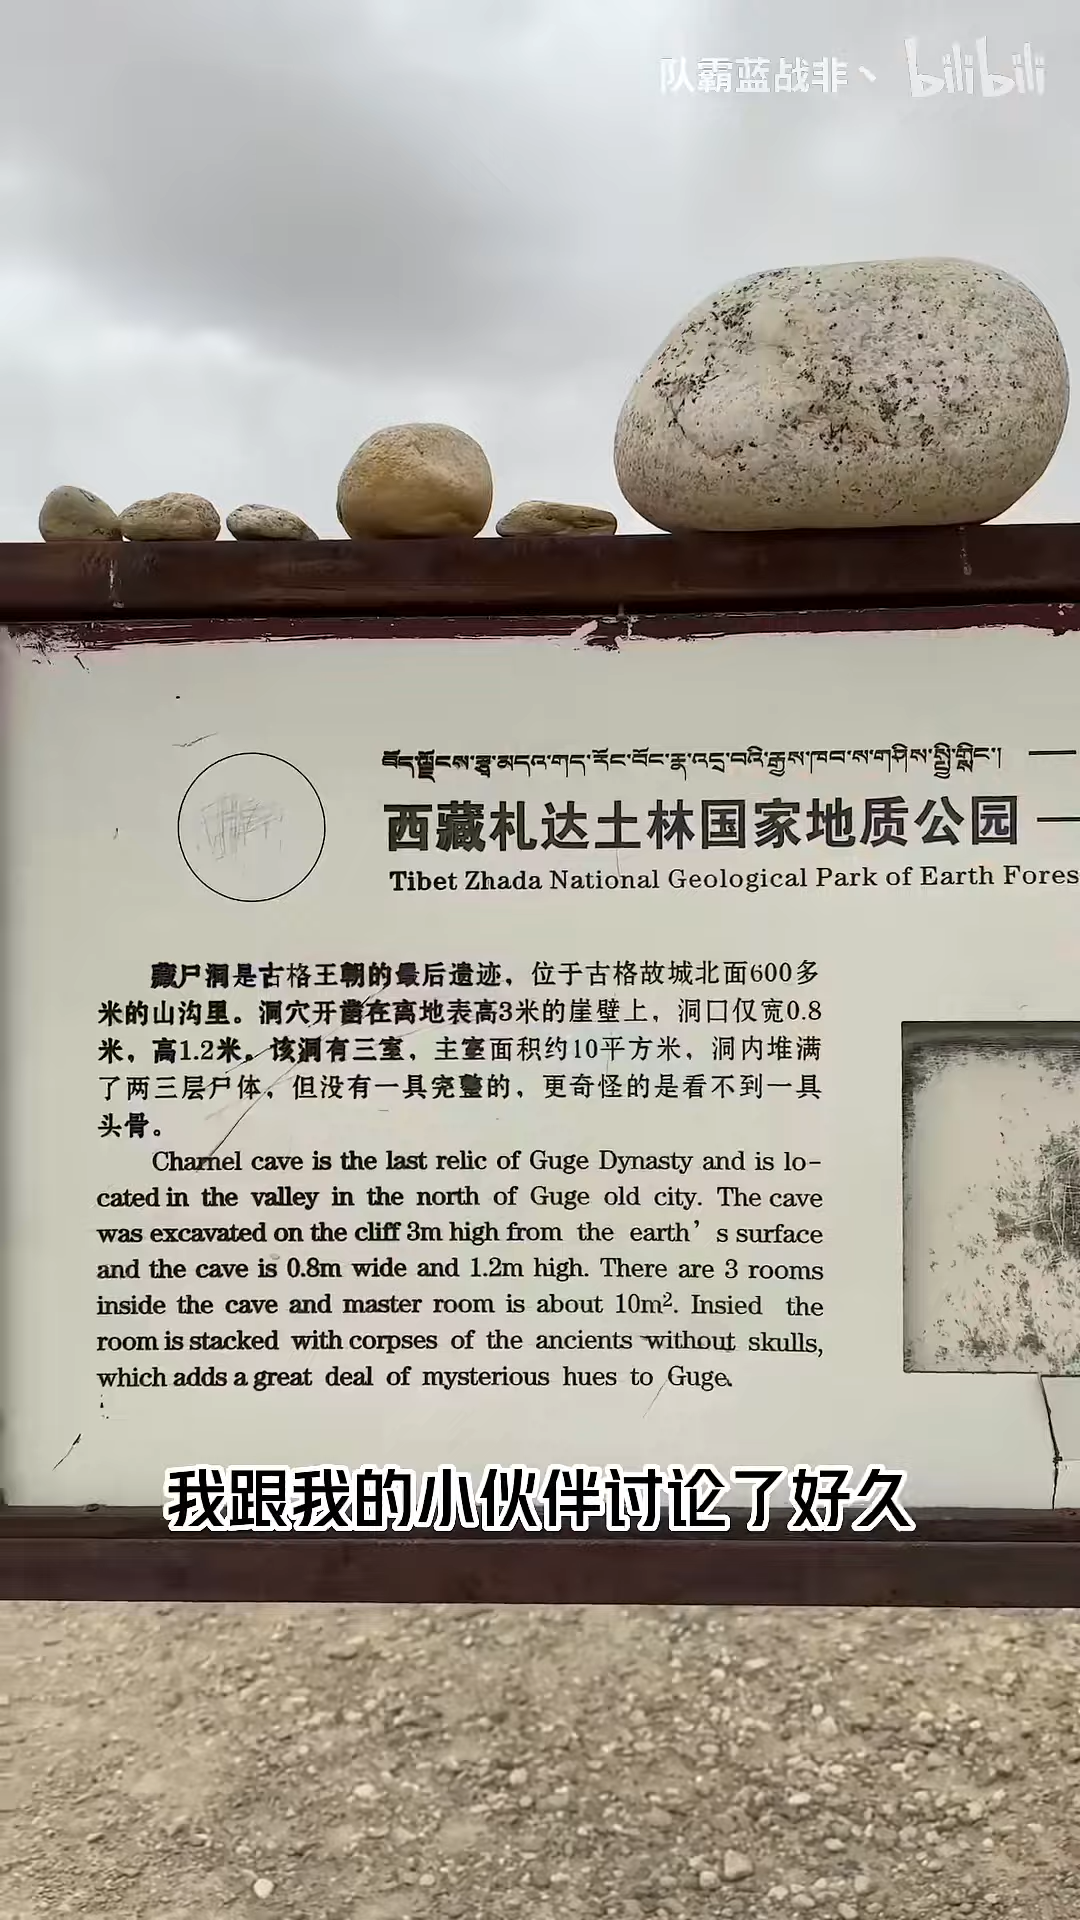 队霸蓝战非丶 bilibili
西藏札达土林国家地质公园
Tibet Zhada National Geological Park of Earth Fores
藏尸洞是古格王朝的最后遗迹，位于古格故城北面600多
米的山沟里。洞穴开凿在离地表高3米的崖壁上，洞口仅宽0.8
米，高1.2米。该洞有三室，主室面积约10平方米，洞内堆满
了两三层尸体，但没有一具完整的，更奇怪的是看不到一具
头骨。
Charnel cave is the last relic of Guge Dynasty and is lo-
cated in the valley in the north of Guge old city. The cave
was excavated on the cliff 3m high from the earth's surface
and the cave is 0.8m wide and 1.2m high. There are 3 rooms
inside the cave and master room is about 10m². Insied the
room is stacked with corpses of the ancients without skulls,
which adds a great deal of mysterious hues to Guge.
我跟我的小伙伴讨论了好久